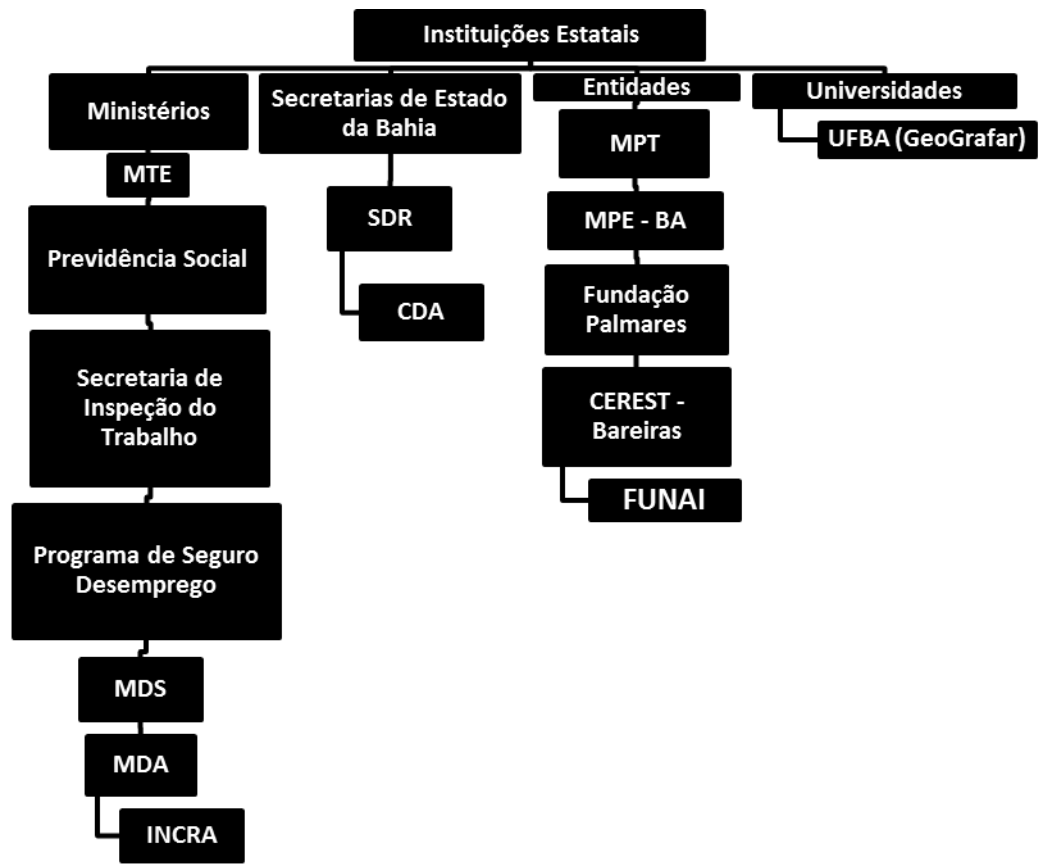 Instituições Estatais
Ministérios
MTE
Previdência Social
Secretaria de
Inspeção do
Trabalho
Programa de Seguro
Desemprego
MDS
MDA
INCRA
Secretarias de Estado
da Bahia
SDR
CDA
Entidades
MPT
MPE - BA
Fundação
Palmares
CEREST -
Bareiras
FUNAI
Universidades
UFBA (GeoGrafar)